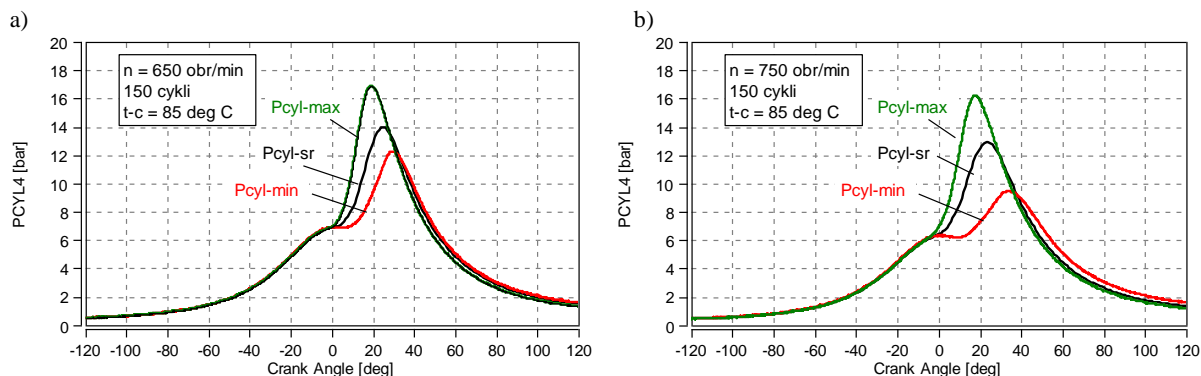 a)
20
18
16
14
12
10
8
6
4
2
0
PCYL4 [bar]
n = 650 obr/min
150 cykli
t-c = 85 deg C
Pcyl-max
Pcyl-sr
Pcyl-min
-120 -100 -80 -60 -40 -20 0 20 40 60 80 100 120
Crank Angle [deg]
b)
20
18
16
14
12
10
8
6
4
2
0
PCYL4 [bar]
n = 750 obr/min
150 cykli
t-c = 85 deg C
Pcyl-max
Pcyl-sr
Pcyl-min
-120 -100 -80 -60 -40 -20 0 20 40 60 80 100 120
Crank Angle [deg]